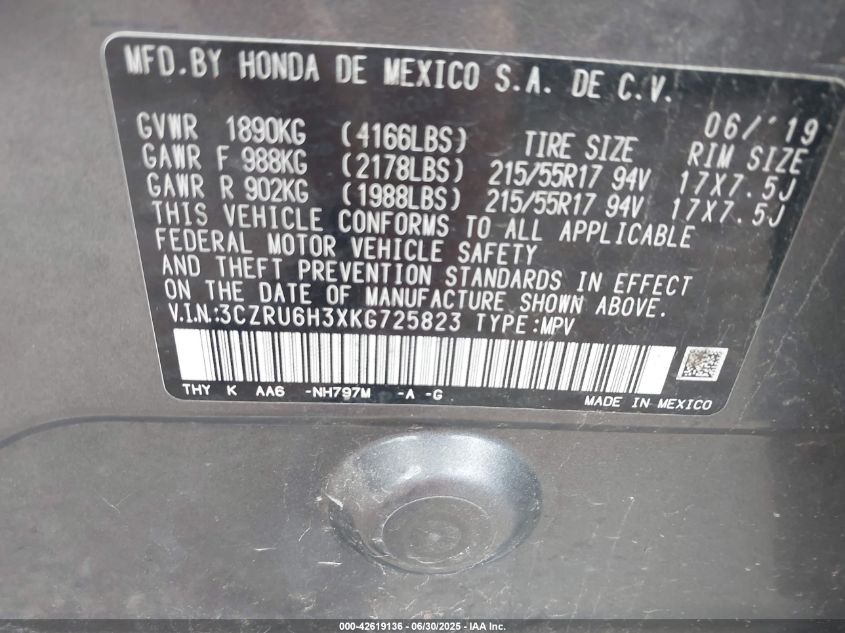 MFD.BY HONDA DE MEXICO S.A. DE C.V.
06/'19
GVWR 1890KG (4166LBS) TIRE SIZE RIM SIZE
GAWR F 988KG (2178LBS) 215/55R17 94V 17X7.5J
GAWR R 902KG (1988LBS) 215/55R17 94V 17X7.5J
THIS VEHICLE CONFORMS TO ALL APPLICABLE
FEDERAL MOTOR VEHICLE SAFETY
AND THEFT PREVENTION STANDARDS IN EFFECT
ON THE DATE OF MANUFACTURE SHOWN ABOVE.
V.I.N:3CZRU6H3XKG725823 TYPE:MPV
THY K AA6 -NH797M -A -G
MADE IN MEXICO
000-42619136 - 06/30/2025 - IAA Inc.